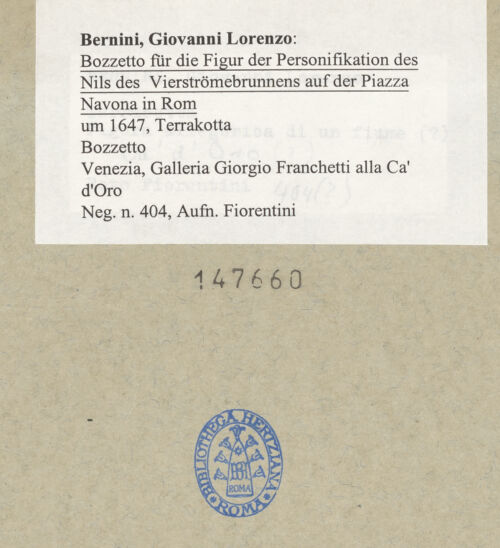 Bernini, Giovanni Lorenzo:
Bozzetto für die Figur der Personifikation des
Nils des Vierströmebrunnens auf der Piazza
Navona in Rom
um 1647, Terrakotta
Bozzetto
Venezia, Galleria Giorgio Franchetti alla Ca'
d'Oro
Neg. n. 404, Aufn. Fiorentini
147660
BIBLIOTHECA HERTZIANA
ROMA
ROMA